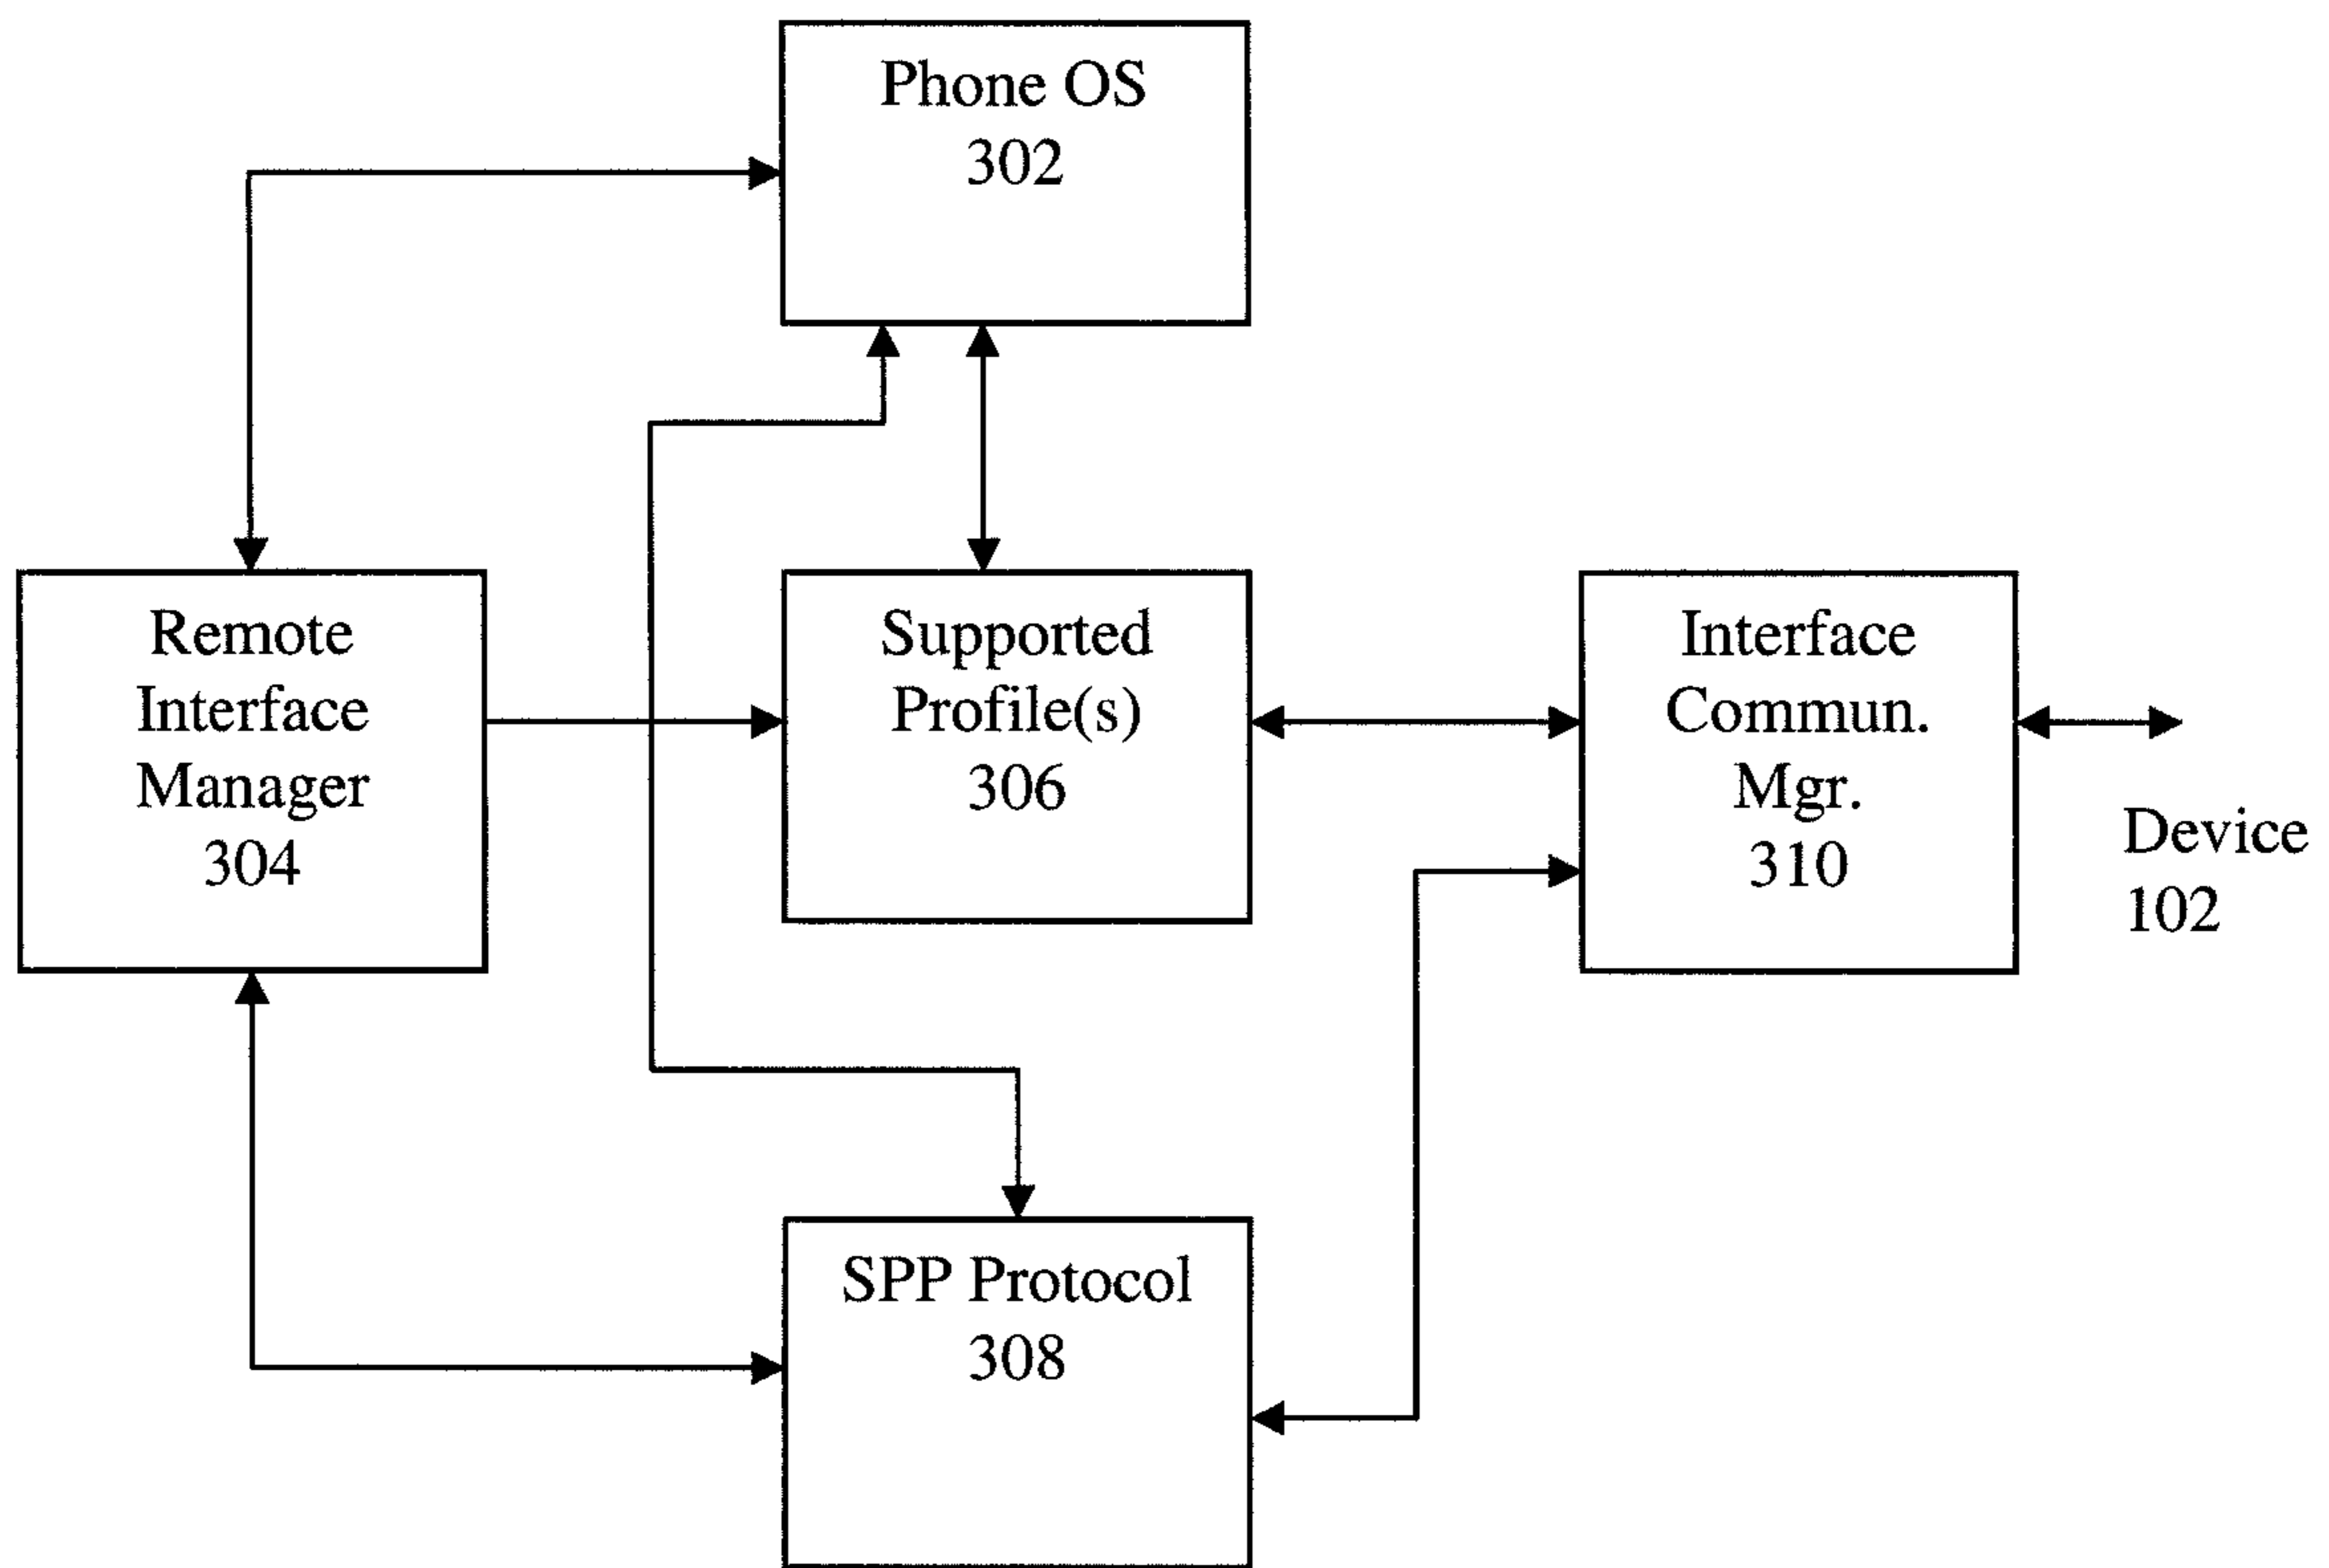 Phone OS
302
Remote
Interface
Manager
304
Supported
Profile(s)
306
Interface
Commun.
Mgr.
310
Device
102
SPP Protocol
308